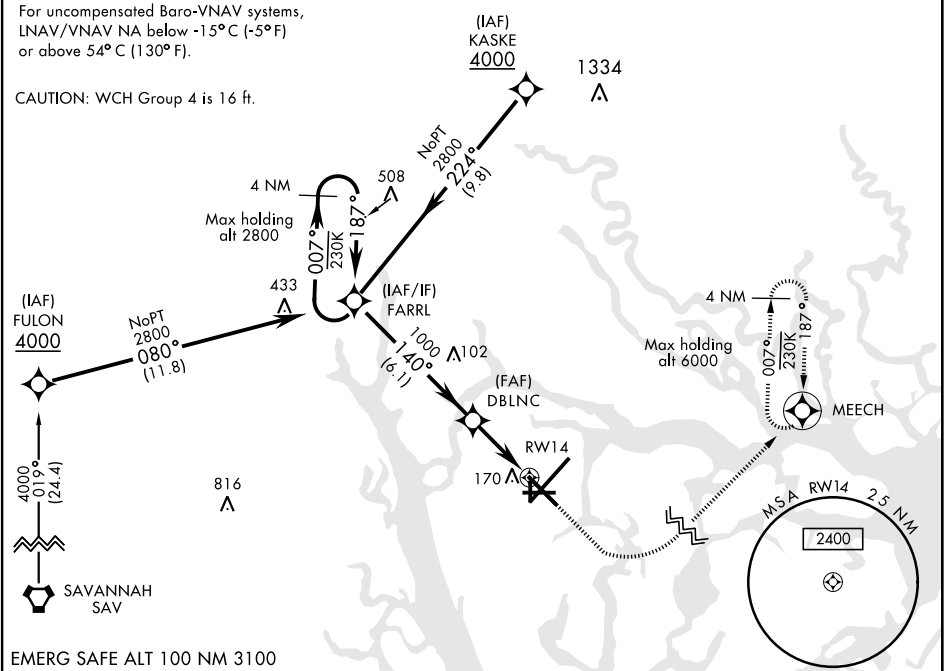 For uncompensated Baro-VNAV systems,
LNAV/VNAV NA below -15°C (-5°F)
or above 54°C (130°F).
CAUTION: WCH Group 4 is 16 ft.
(IAF)
KASKE
4000
1334
NoPT
2800
224°
(9.8)
4 NM
508
Max holding
alt 2800
007°
230K
187°
433
(IAF/IF)
FARRL
(IAF)
FULON
4000
NoPT
2800
080°
(11.8)
1000
140°
(6.1)
102
(FAF)
DBLNC
4 NM
Max holding
alt 6000
007°
230K
187°
MEECH
RW14
170
4000
019°
(24.4)
816
SAVANNAH
SAV
MSA RW14 25 NM
2400
EMERG SAFE ALT 100 NM 3100